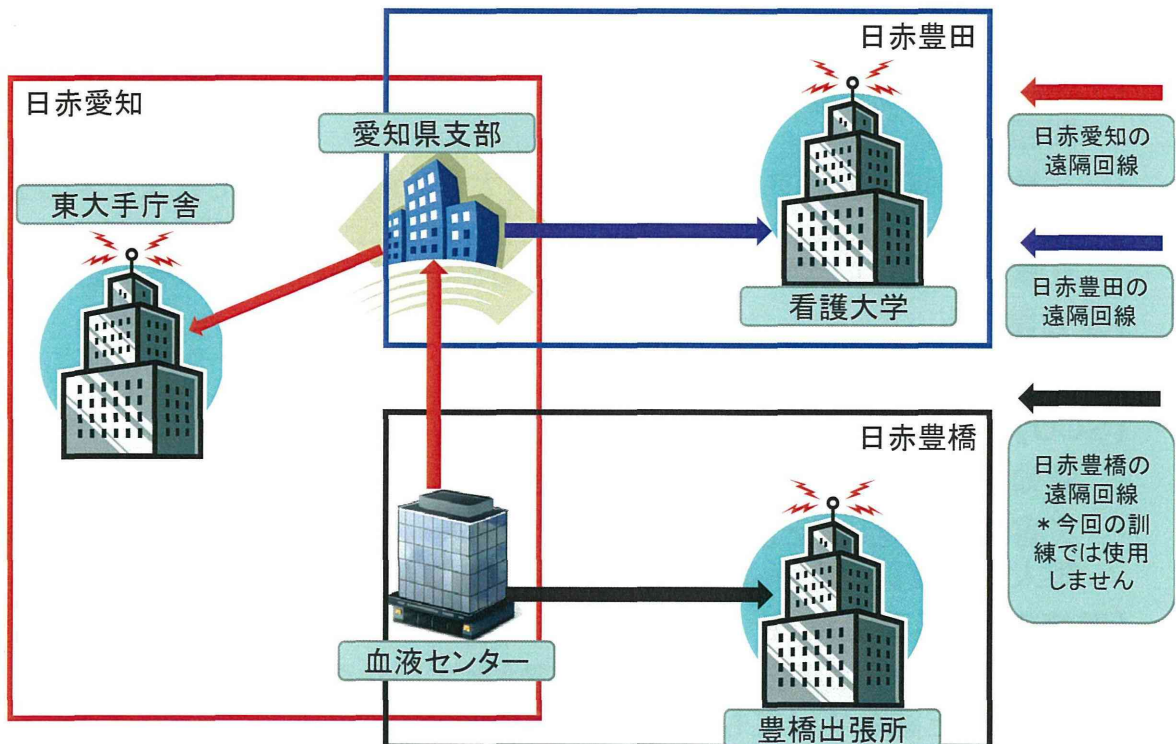 日赤豊田
日赤愛知
愛知県支部
東大手庁舎
看護大学
日赤愛知の
遠隔回線
日赤豊田の
遠隔回線
日赤豊橋
日赤豊橋の
遠隔回線
*今回の訓
練では使用
しません
血液センター
豊橋出張所